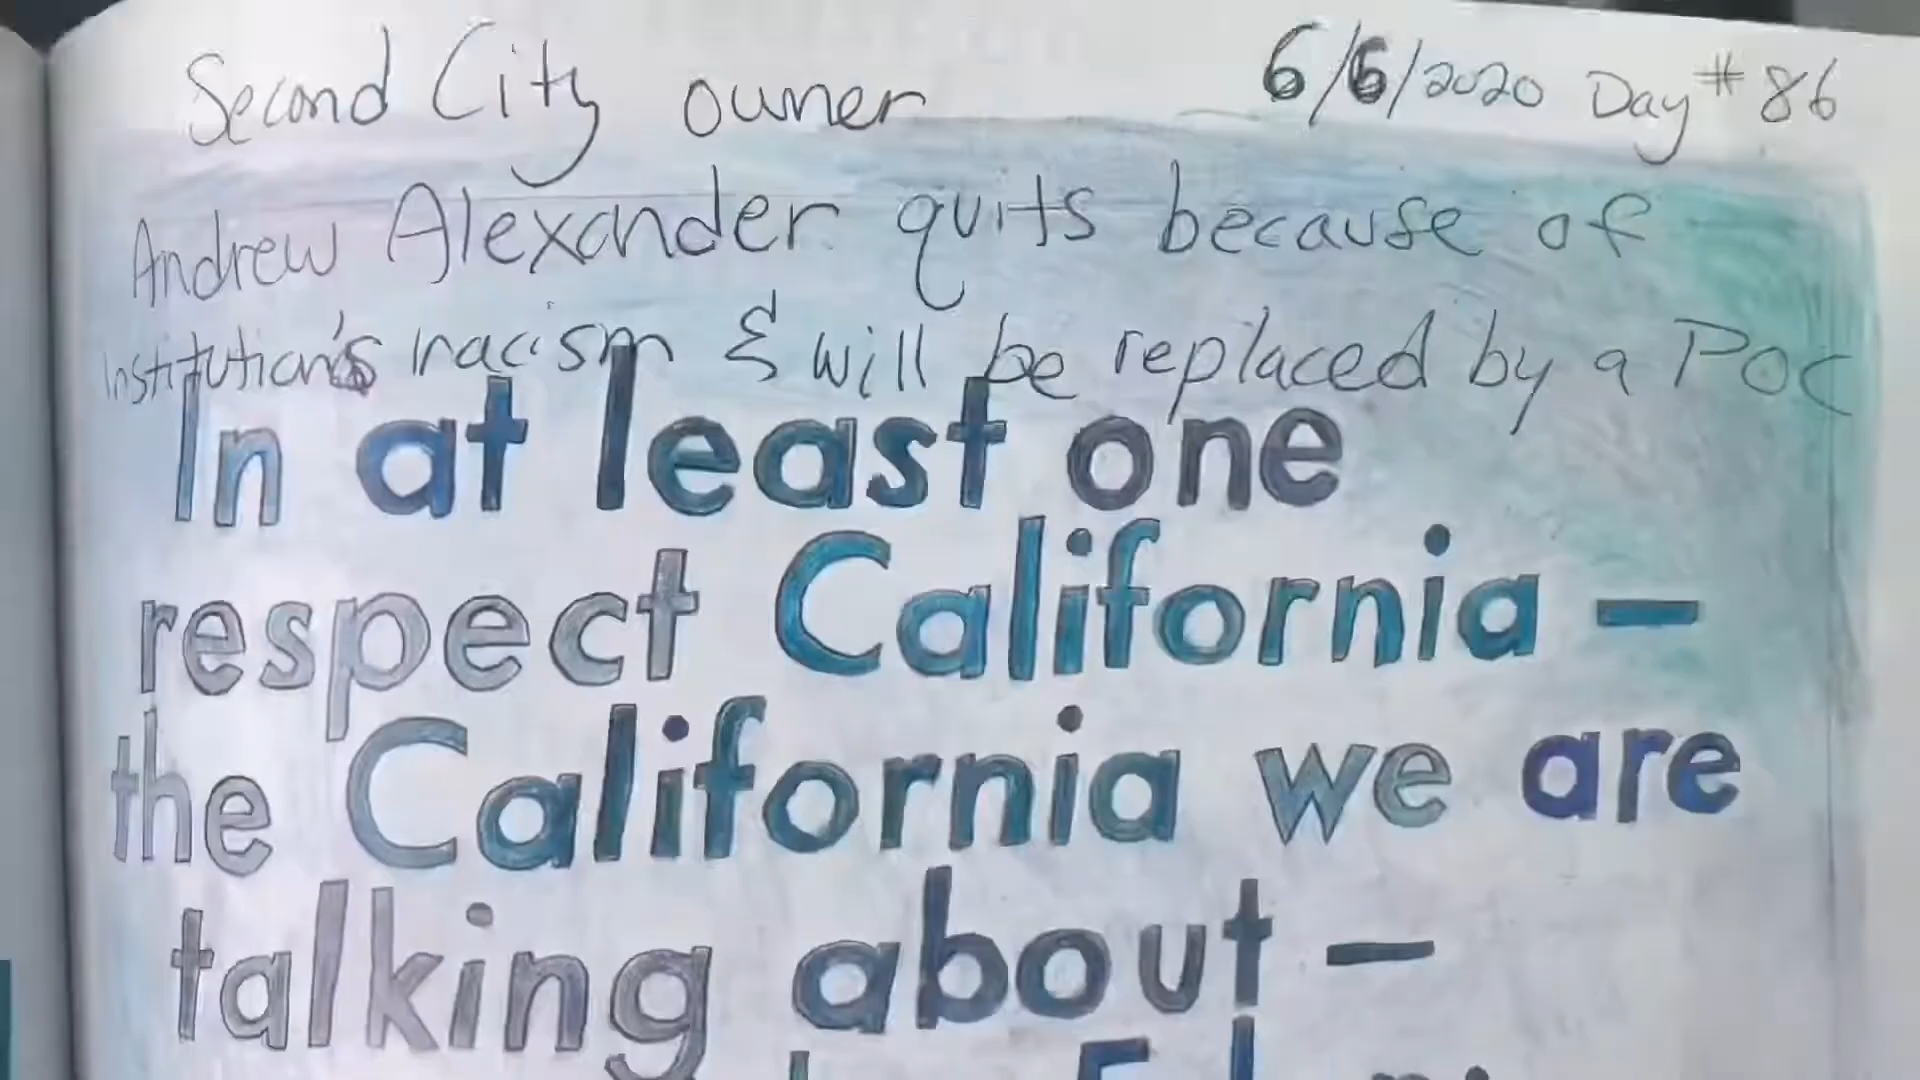 Second City owner 6/6/2020 Day #86
Andrew Alexander quits because of
institution's racism & will be replaced by a POC
In at least one
respect California –
the California we are
talking about –